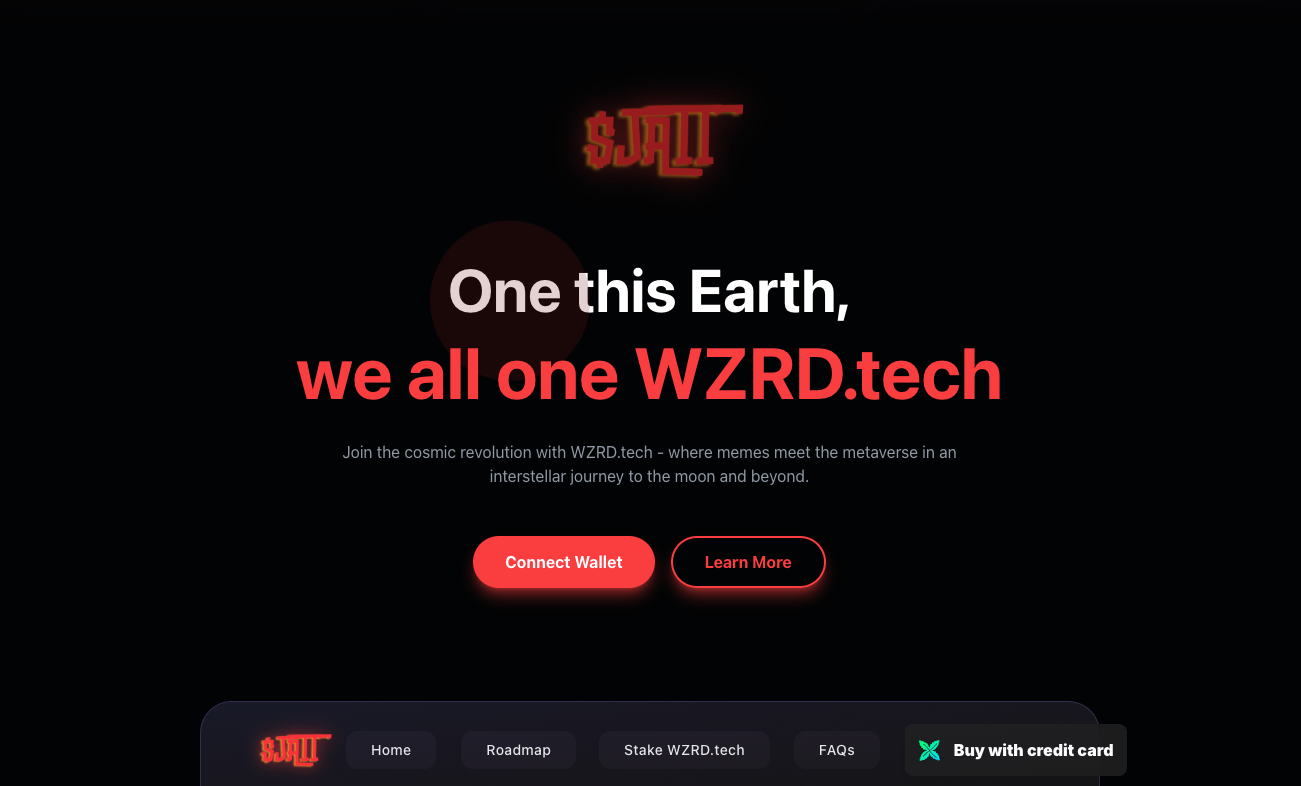 $JATT
One this Earth,
we all one WZRD.tech
Join the cosmic revolution with WZRD.tech - where memes meet the metaverse in an
interstellar journey to the moon and beyond.
Connect Wallet
Learn More
$JATT
Home
Roadmap
Stake WZRD.tech
FAQs
Buy with credit card